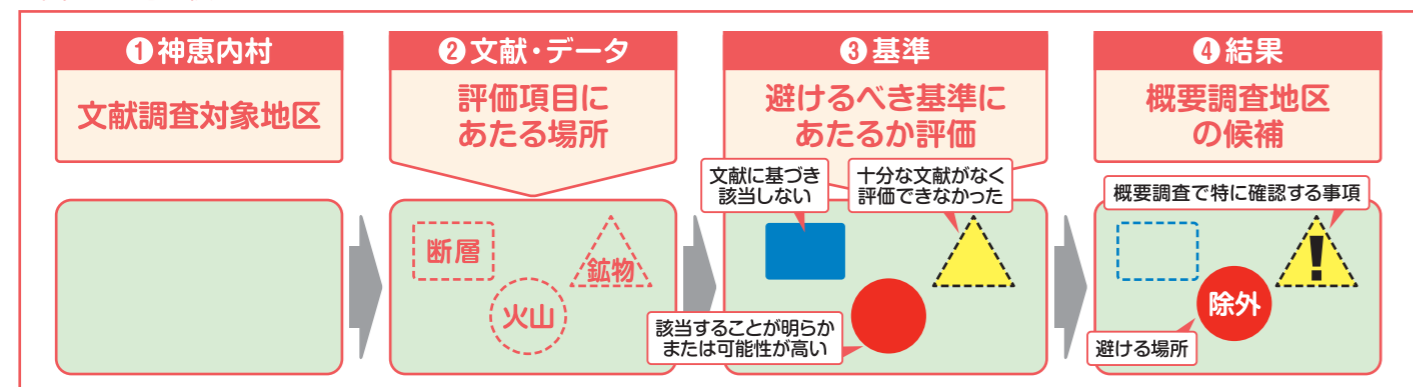 ❶神恵内村
文献調査対象地区
❷文献・データ
評価項目に
あたる場所
断層
鉱物
火山
❸基準
避けるべき基準に
あたるか評価
文献に基づき
該当しない
十分な文献がなく
評価できなかった
該当することが明らか
または可能性が高い
❹結果
概要調査地区
の候補
概要調査で特に確認する事項
!
除外
避ける場所